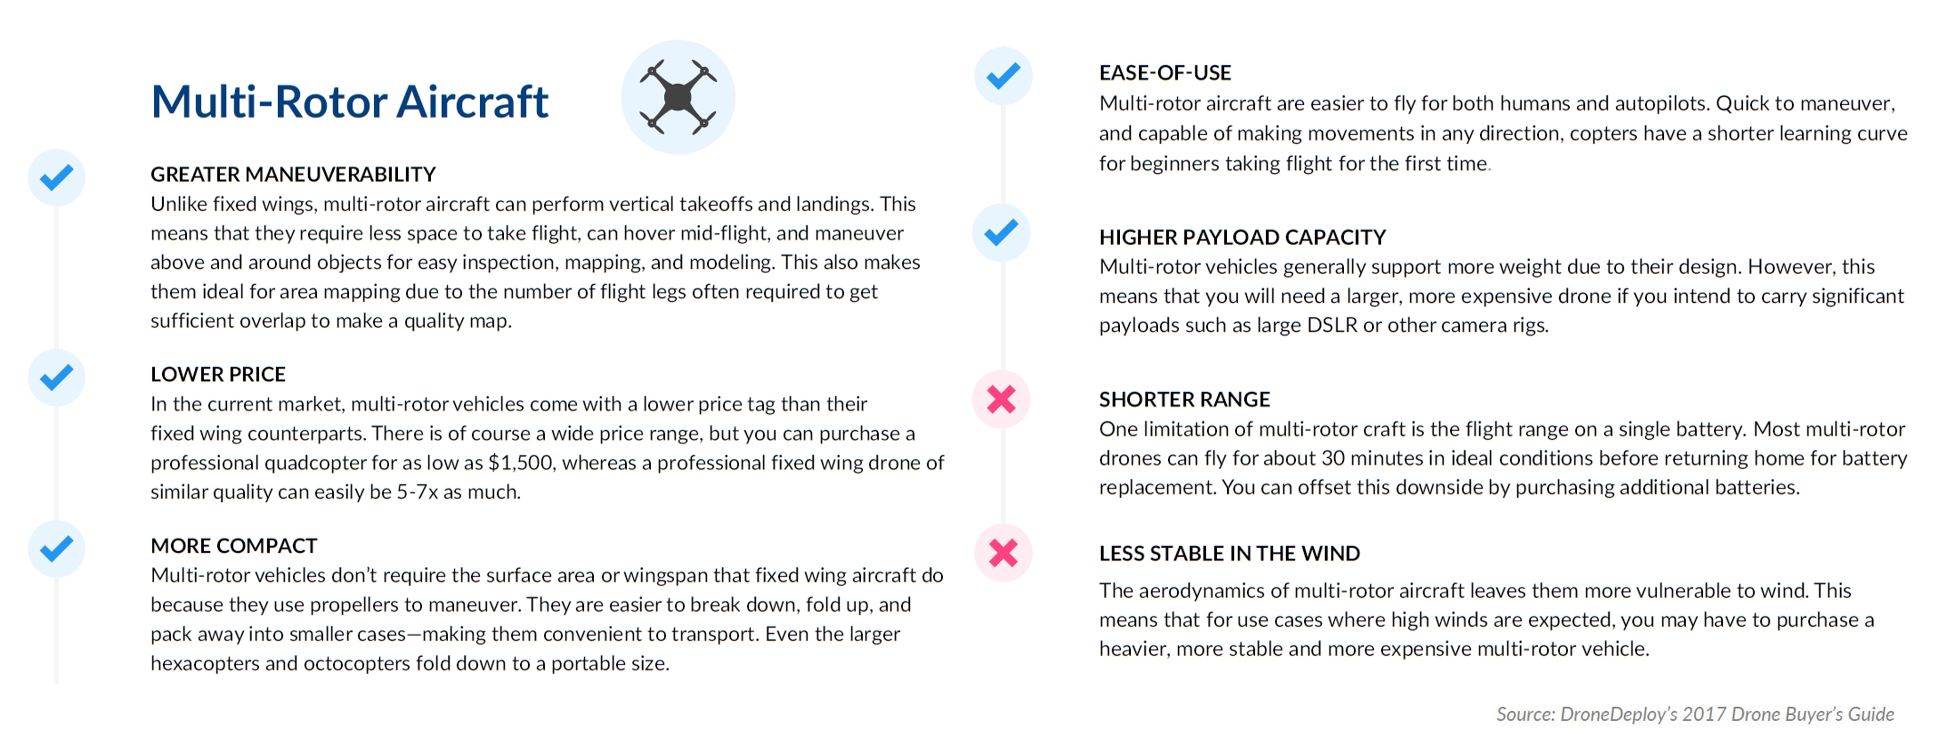 Multi-Rotor Aircraft
GREATER MANEUVERABILITY
Unlike fixed wings, multi-rotor aircraft can perform vertical takeoffs and landings. This
means that they require less space to take flight, can hover mid-flight, and maneuver
above and around objects for easy inspection, mapping, and modeling. This also makes
them ideal for area mapping due to the number of flight legs often required to get
sufficient overlap to make a quality map.
LOWER PRICE
In the current market, multi-rotor vehicles come with a lower price tag than their
fixed wing counterparts. There is of course a wide price range, but you can purchase a
professional quadcopter for as low as $1,500, whereas a professional fixed wing drone of
similar quality can easily be 5-7x as much.
MORE COMPACT
Multi-rotor vehicles don’t require the surface area or wingspan that fixed wing aircraft do
because they use propellers to maneuver. They are easier to break down, fold up, and
pack away into smaller cases—making them convenient to transport. Even the larger
hexacopters and octocopters fold down to a portable size.
EASE-OF-USE
Multi-rotor aircraft are easier to fly for both humans and autopilots. Quick to maneuver,
and capable of making movements in any direction, copters have a shorter learning curve
for beginners taking flight for the first time.
HIGHER PAYLOAD CAPACITY
Multi-rotor vehicles generally support more weight due to their design. However, this
means that you will need a larger, more expensive drone if you intend to carry significant
payloads such as large DSLR or other camera rigs.
SHORTER RANGE
One limitation of multi-rotor craft is the flight range on a single battery. Most multi-rotor
drones can fly for about 30 minutes in ideal conditions before returning home for battery
replacement. You can offset this downside by purchasing additional batteries.
LESS STABLE IN THE WIND
The aerodynamics of multi-rotor aircraft leaves them more vulnerable to wind. This
means that for use cases where high winds are expected, you may have to purchase a
heavier, more stable and more expensive multi-rotor vehicle.
Source: DroneDeploy’s 2017 Drone Buyer’s Guide